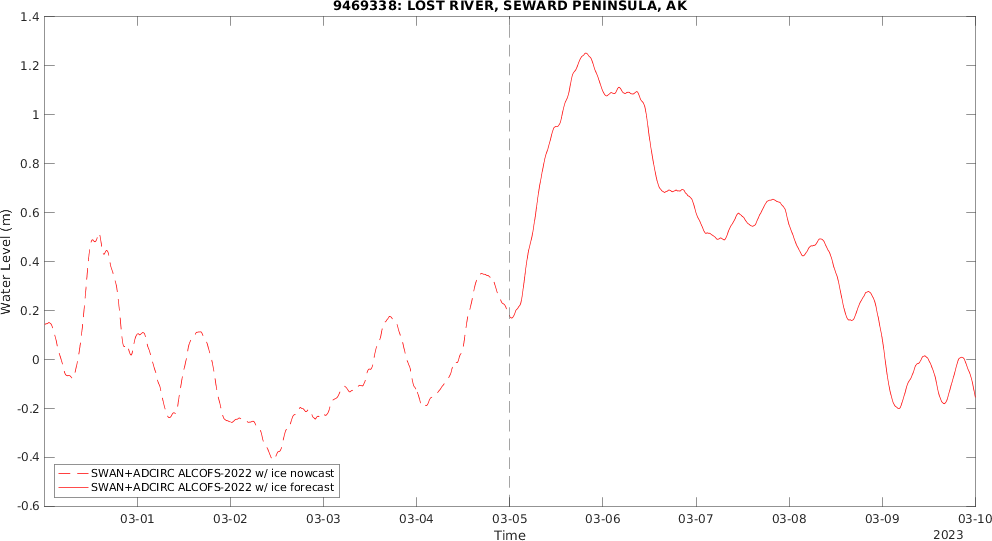 9469338: LOST RIVER, SEWARD PENINSULA, AK
1.4
1.2
1
0.8
0.6
0.4
0.2
0
-0.2
-0.4
-0.6
Water Level (m)
SWAN+ADCIRC ALCOFS-2022 w/ ice nowcast
SWAN+ADCIRC ALCOFS-2022 w/ ice forecast
03-01 03-02 03-03 03-04 03-05 03-06 03-07 03-08 03-09 03-10
Time
2023